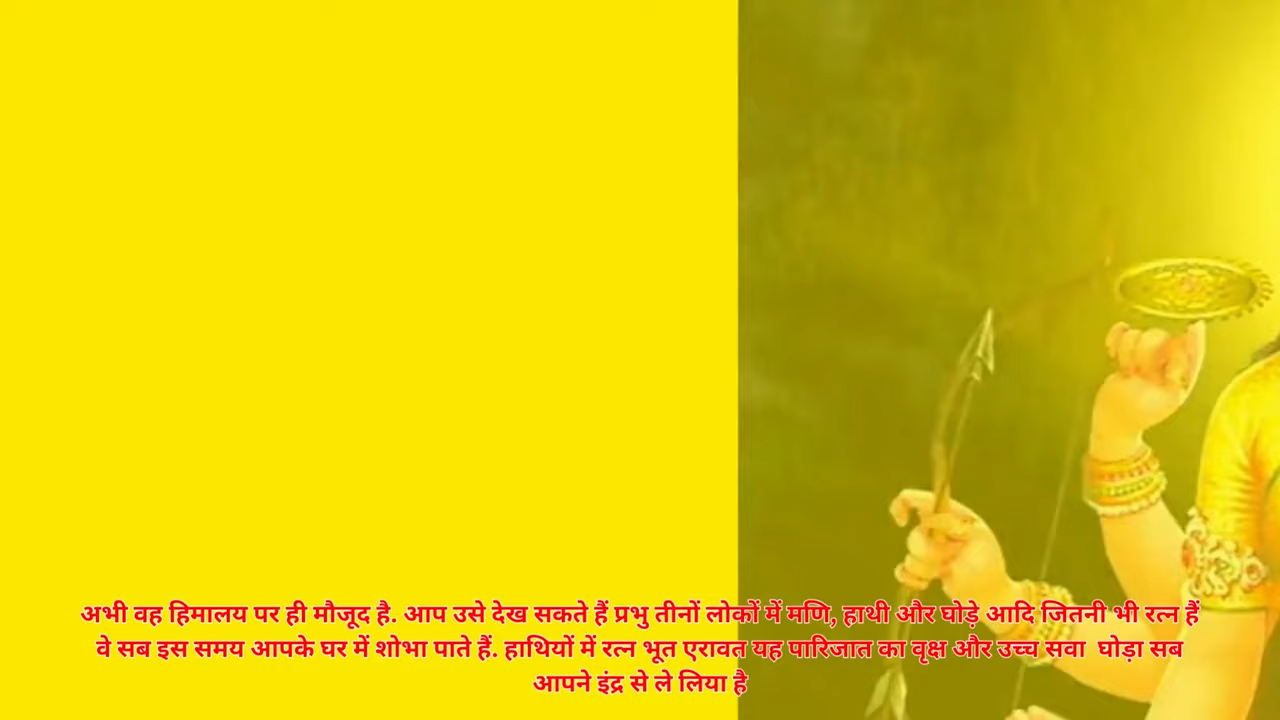 अभी वह हिमालय पर ही मौजूद है. आप उसे देख सकते हैं प्रभु तीनों लोकों में मणि, हाथी और घोड़े आदि जितनी भी रत्न हैं
वे सब इस समय आपके घर में शोभा पाते हैं. हाथियों में रत्न भूत एरावत यह पारिजात का वृक्ष और उच्च सवा  घोड़ा सब
आपने इंद्र से ले लिया है